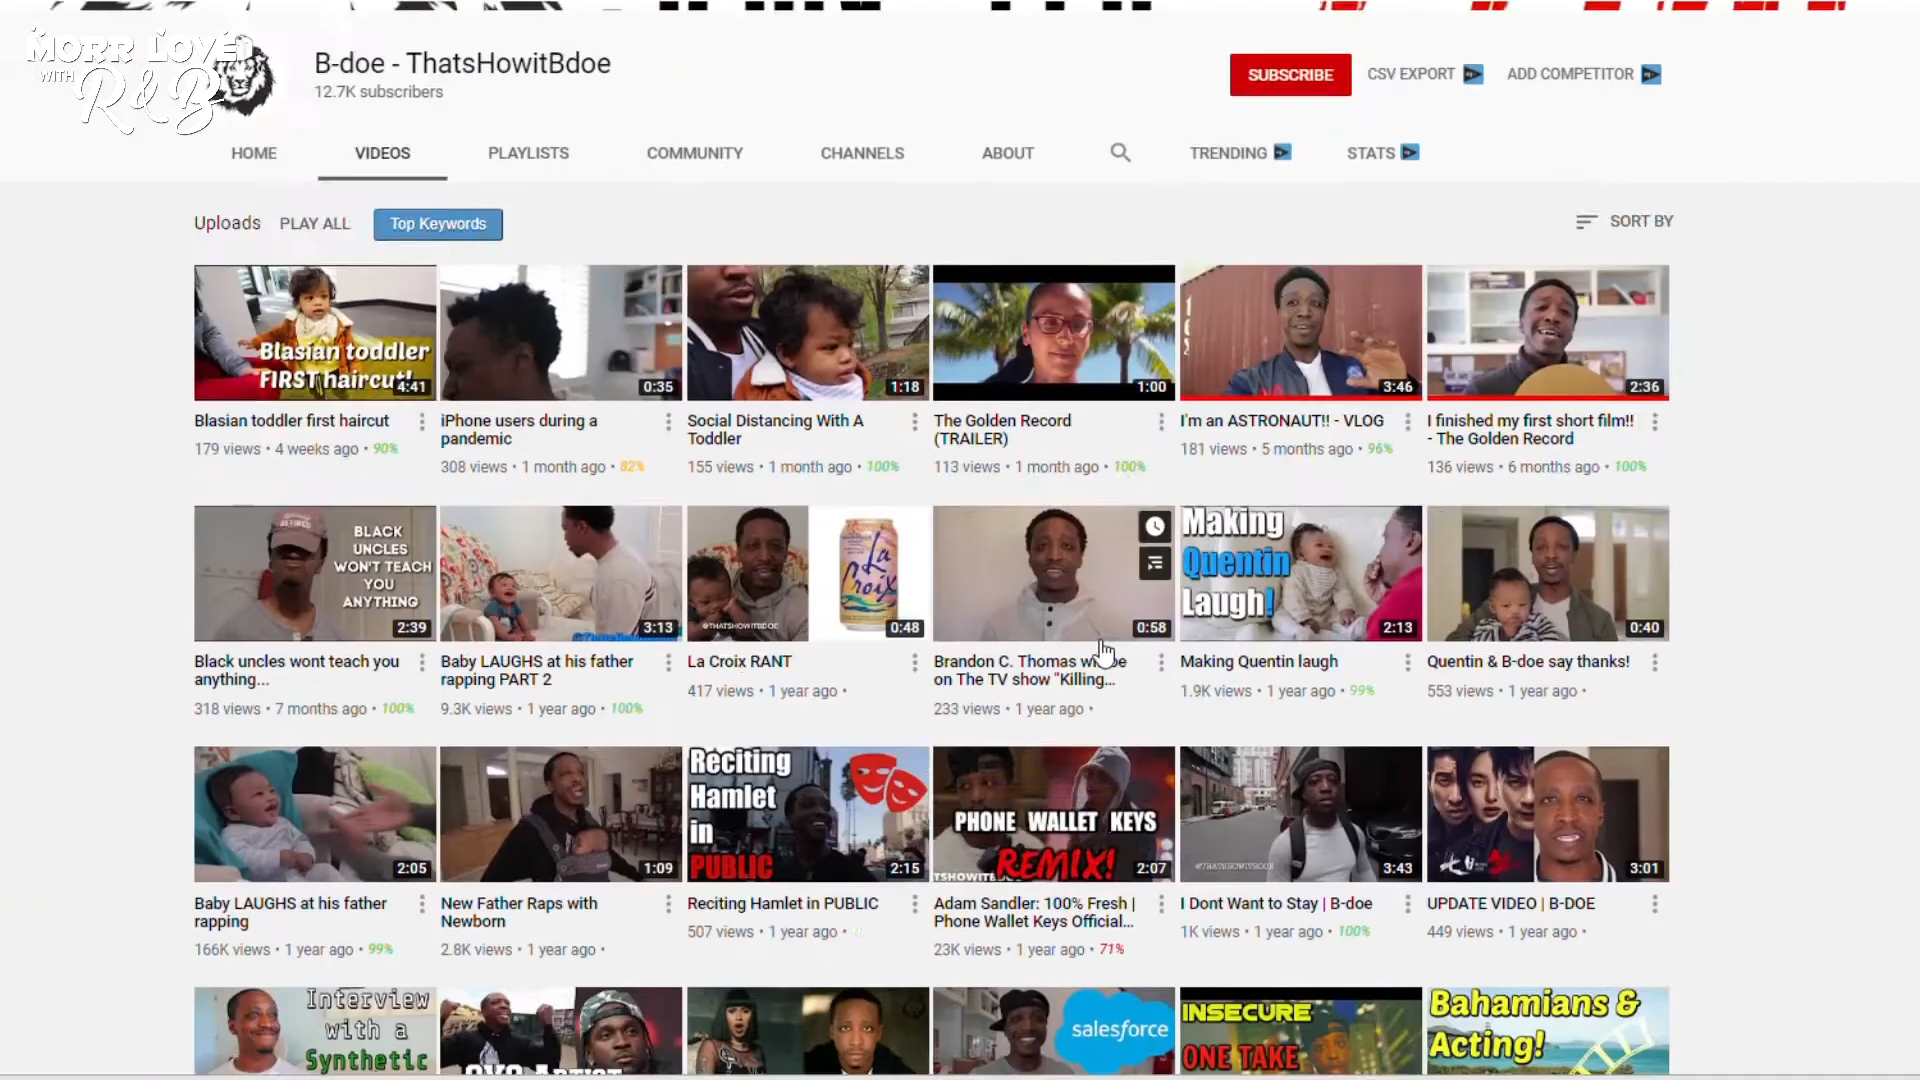 MORR LOVE
WITH
R&B
B-doe - ThatsHowitBdoe
12.7K subscribers
SUBSCRIBE
CSV EXPORT
ADD COMPETITOR
HOME
VIDEOS
PLAYLISTS
COMMUNITY
CHANNELS
ABOUT
TRENDING
STATS
Uploads
PLAY ALL
Top Keywords
SORT BY
Blasian toddler
FIRST haircut!
4:41
0:35
1:18
1:00
3:46
2:36
Blasian toddler first haircut
179 views • 4 weeks ago • 90%
iPhone users during a
pandemic
308 views • 1 month ago • 82%
Social Distancing With A
Toddler
155 views • 1 month ago • 100%
The Golden Record
(TRAILER)
113 views • 1 month ago • 100%
I'm an ASTRONAUT!! - VLOG
181 views • 5 months ago • 96%
I finished my first short film!!
- The Golden Record
136 views • 6 months ago • 100%
RETIRED
BLACK
UNCLES
WON'T TEACH
YOU
ANYTHING
2:39
3:13
La
Croix
@THATSHOWITBDOE
0:48
0:58
Making
Quentin
Laugh!
2:13
0:40
Black uncles wont teach you
anything...
318 views • 7 months ago • 100%
Baby LAUGHS at his father
rapping PART 2
9.3K views • 1 year ago • 100%
La Croix RANT
417 views • 1 year ago •
Brandon C. Thomas be
on The TV show "Killing...
233 views • 1 year ago •
Making Quentin laugh
1.9K views • 1 year ago • 99%
Quentin & B-doe say thanks!
553 views • 1 year ago •
2:05
1:09
Reciting
Hamlet
in
PUBLIC
2:15
PHONE WALLET KEYS
REMIX!
2:07
@THATSHOWITBDOE
3:43
3:01
Baby LAUGHS at his father
rapping
166K views • 1 year ago • 99%
New Father Raps with
Newborn
2.8K views • 1 year ago •
Reciting Hamlet in PUBLIC
507 views • 1 year ago •
Adam Sandler: 100% Fresh |
Phone Wallet Keys Official...
23K views • 1 year ago • 71%
I Dont Want to Stay | B-doe
1K views • 1 year ago • 100%
UPDATE VIDEO | B-DOE
449 views • 1 year ago •
Interview
with a
Synthetic
salesforce
INSECURE
ONE TAKE
Bahamians &
Acting!